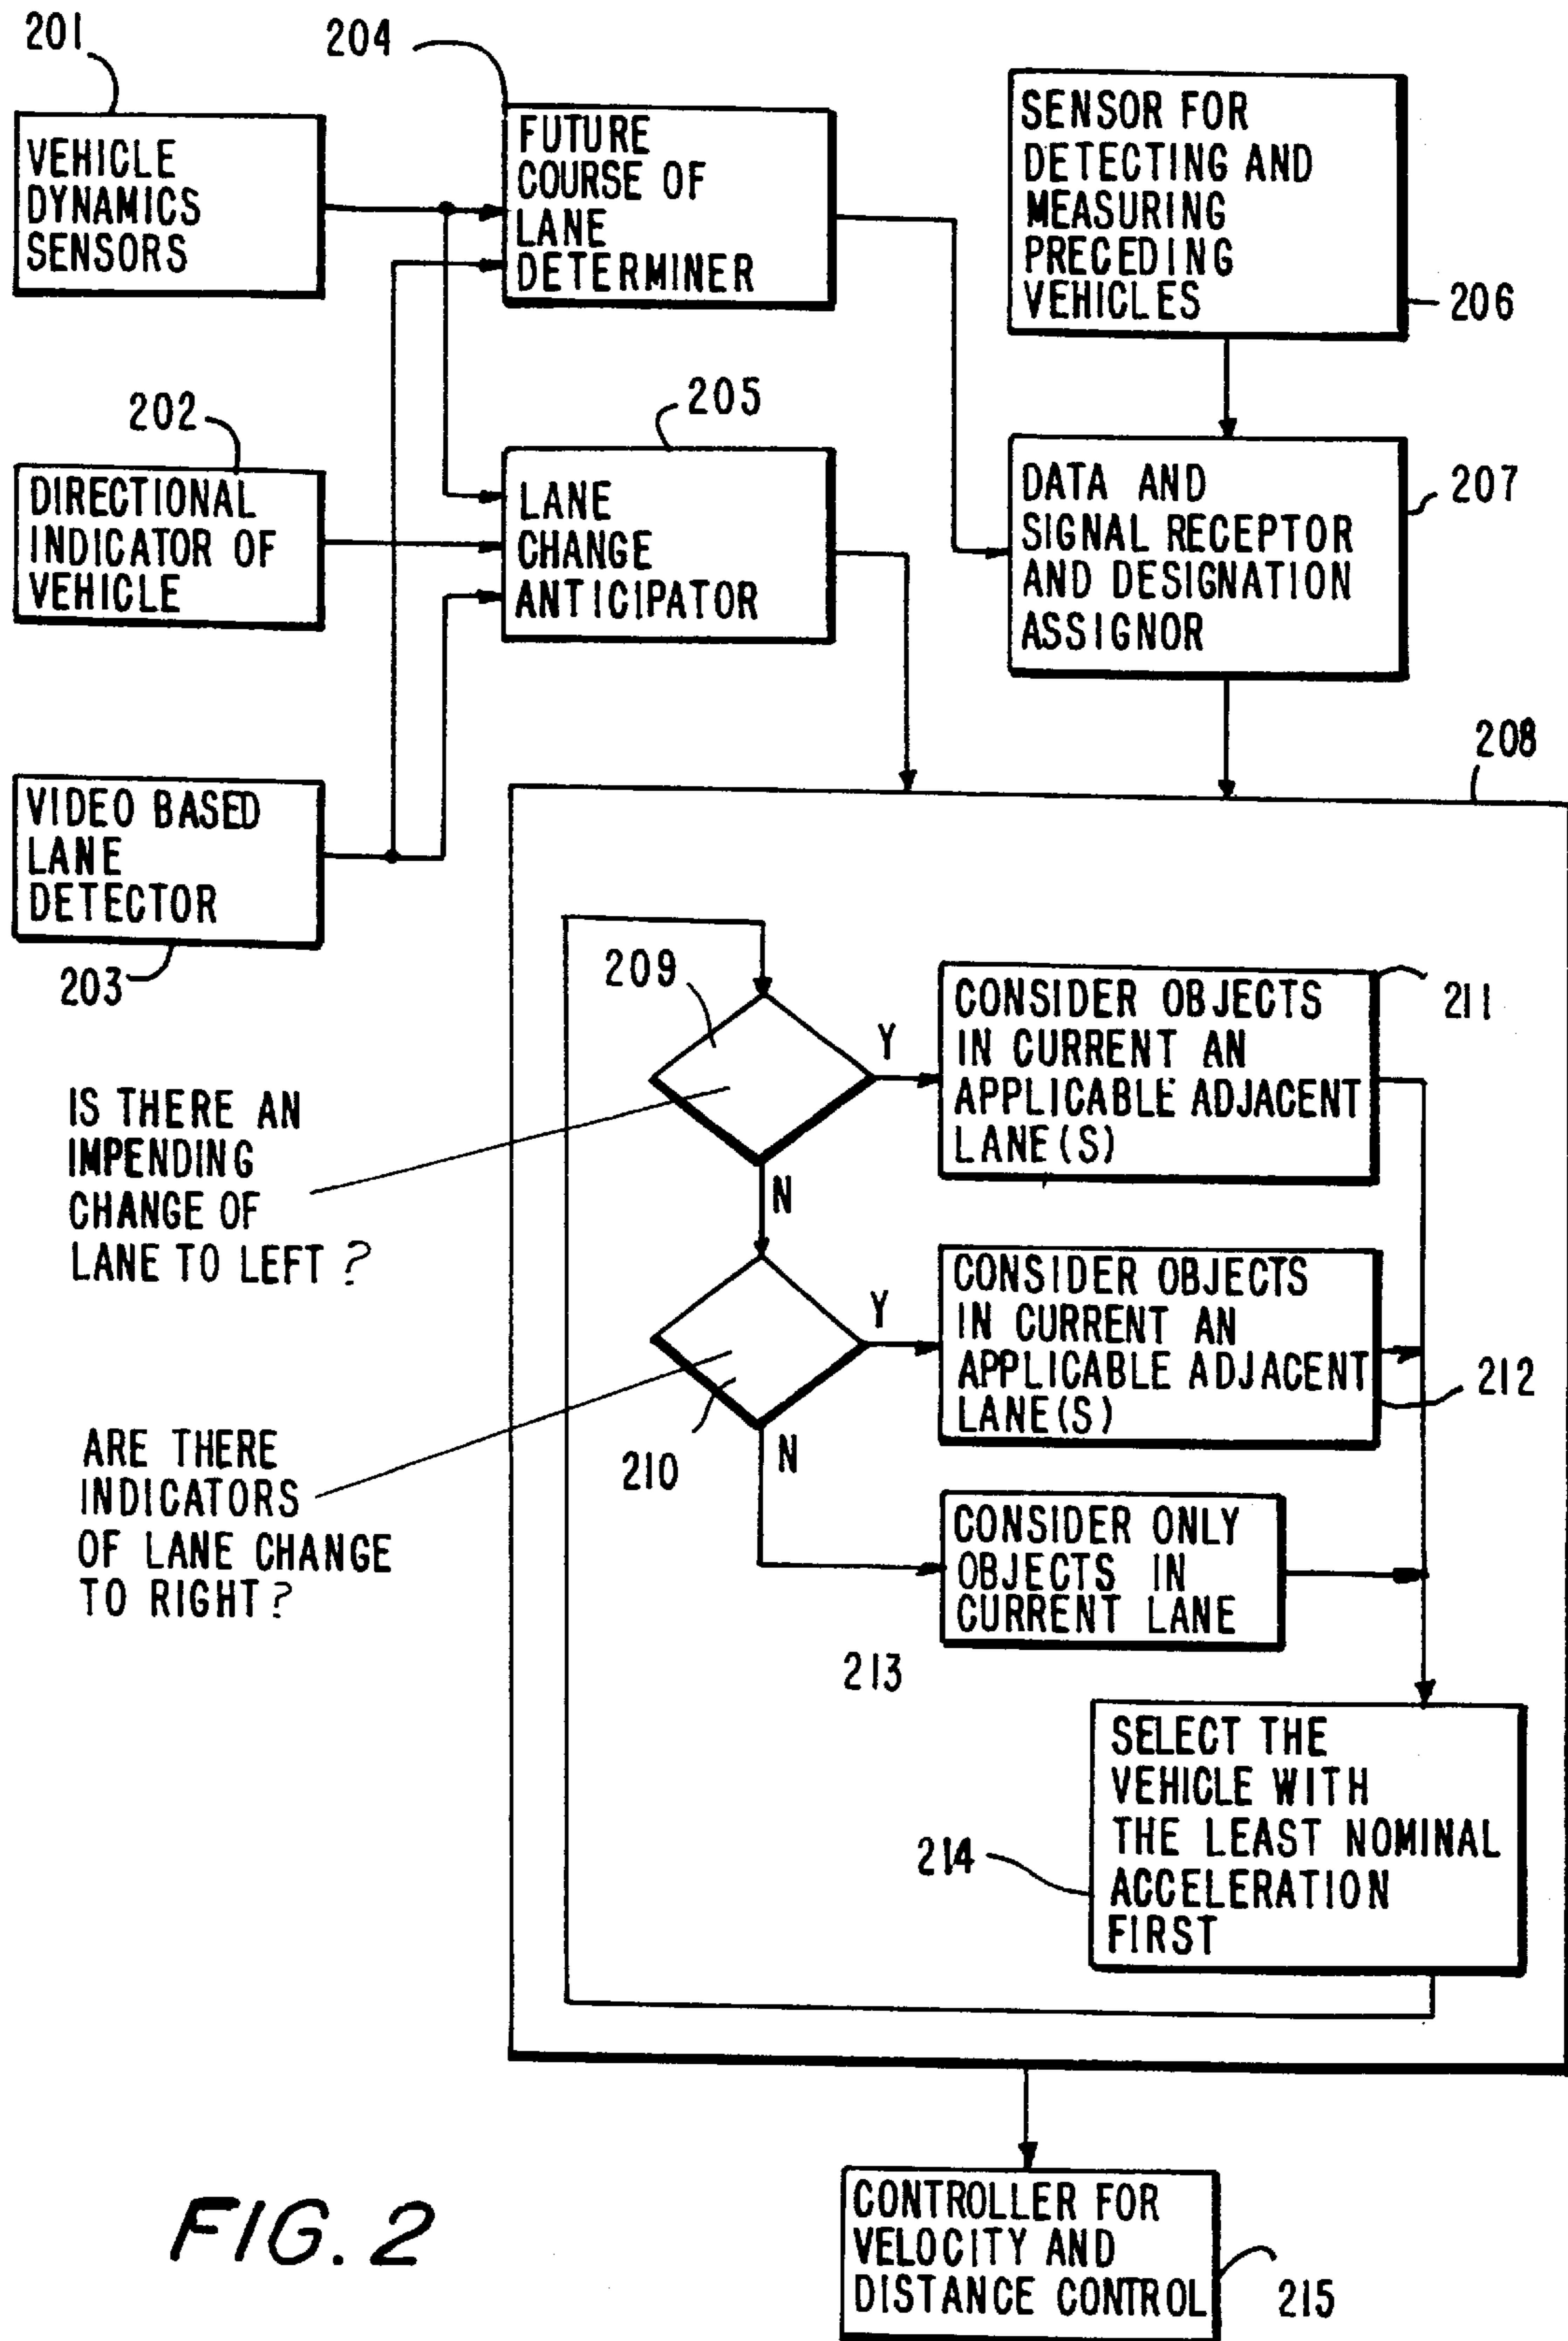 201
VEHICLE
DYNAMICS
SENSORS
204
FUTURE
COURSE OF
LANE
DETERMINER
SENSOR FOR
DETECTING AND
MEASURING
PRECEDING
VEHICLES
206
202
DIRECTIONAL
INDICATOR OF
VEHICLE
205
LANE
CHANGE
ANTICIPATOR
DATA AND
SIGNAL RECEPTOR
AND DESIGNATION
ASSIGNOR
207
VIDEO BASED
LANE
DETECTOR
203
208
209
Y
N
CONSIDER OBJECTS
IN CURRENT AN
APPLICABLE ADJACENT
LANE(S)
211
IS THERE AN
IMPENDING
CHANGE OF
LANE TO LEFT?
Y
N
210
CONSIDER OBJECTS
IN CURRENT AN
APPLICABLE ADJACENT
LANE(S)
212
ARE THERE
INDICATORS
OF LANE CHANGE
TO RIGHT?
CONSIDER ONLY
OBJECTS IN
CURRENT LANE
213
SELECT THE
VEHICLE WITH
THE LEAST NOMINAL
ACCELERATION
FIRST
214
CONTROLLER FOR
VELOCITY AND
DISTANCE CONTROL
215
FIG. 2